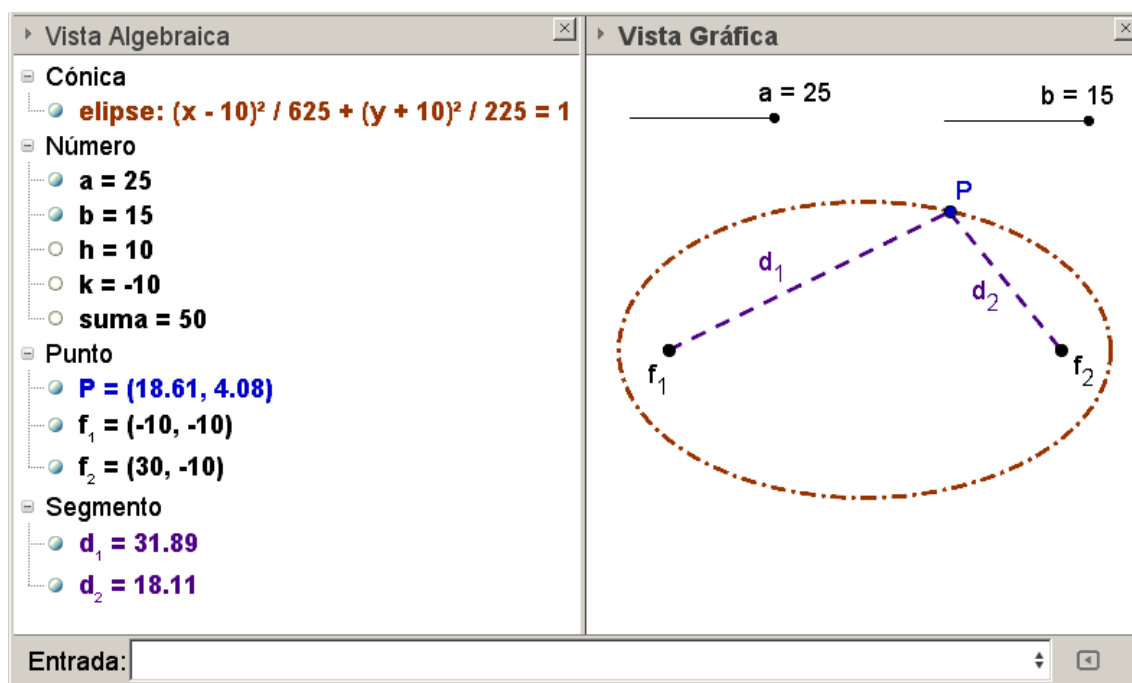 Vista Algebraica
Cónica
elipse: (x - 10)² / 625 + (y + 10)² / 225 = 1
Número
a = 25
b = 15
h = 10
k = -10
suma = 50
Punto
P = (18.61, 4.08)
f₁ = (-10, -10)
f₂ = (30, -10)
Segmento
d₁ = 31.89
d₂ = 18.11
Vista Gráfica
a = 25
b = 15
P
d₁
d₂
f₁
f₂
Entrada: